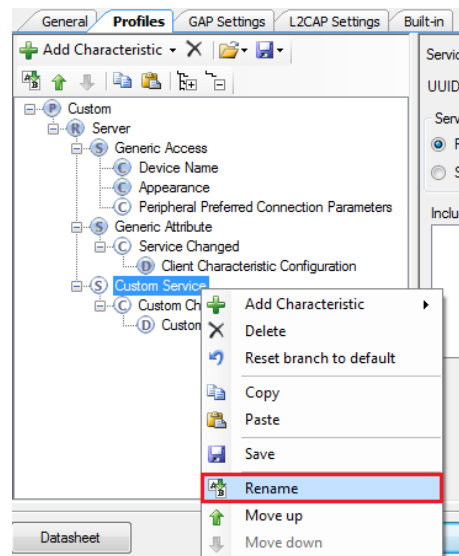 General Profiles GAP Settings L2CAP Settings Built-in
Add Characteristic
Servic
UUID
P Custom
Serv
R Server
S Generic Access
C Device Name
C Appearance
C Peripheral Preferred Connection Parameters
Inclu
S Generic Attribute
C Service Changed
D Client Characteristic Configuration
S Custom Service
C Custom Ch
D Custom
Add Characteristic
Delete
Reset branch to default
Copy
Paste
Save
Rename
Move up
Move down
Datasheet